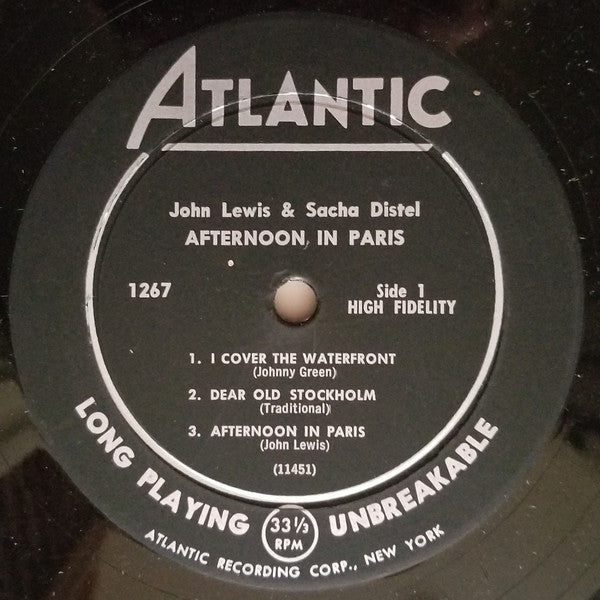 ATLANTIC
John Lewis & Sacha Distel
AFTERNOON IN PARIS
1267
Side 1
HIGH FIDELITY
1. I COVER THE WATERFRONT
(Johnny Green)
2. DEAR OLD STOCKHOLM
(Traditional)
3. AFTERNOON IN PARIS
(John Lewis)
(11451)
LONG PLAYING 33 1/3 RPM UNBREAKABLE
ATLANTIC RECORDING CORP., NEW YORK